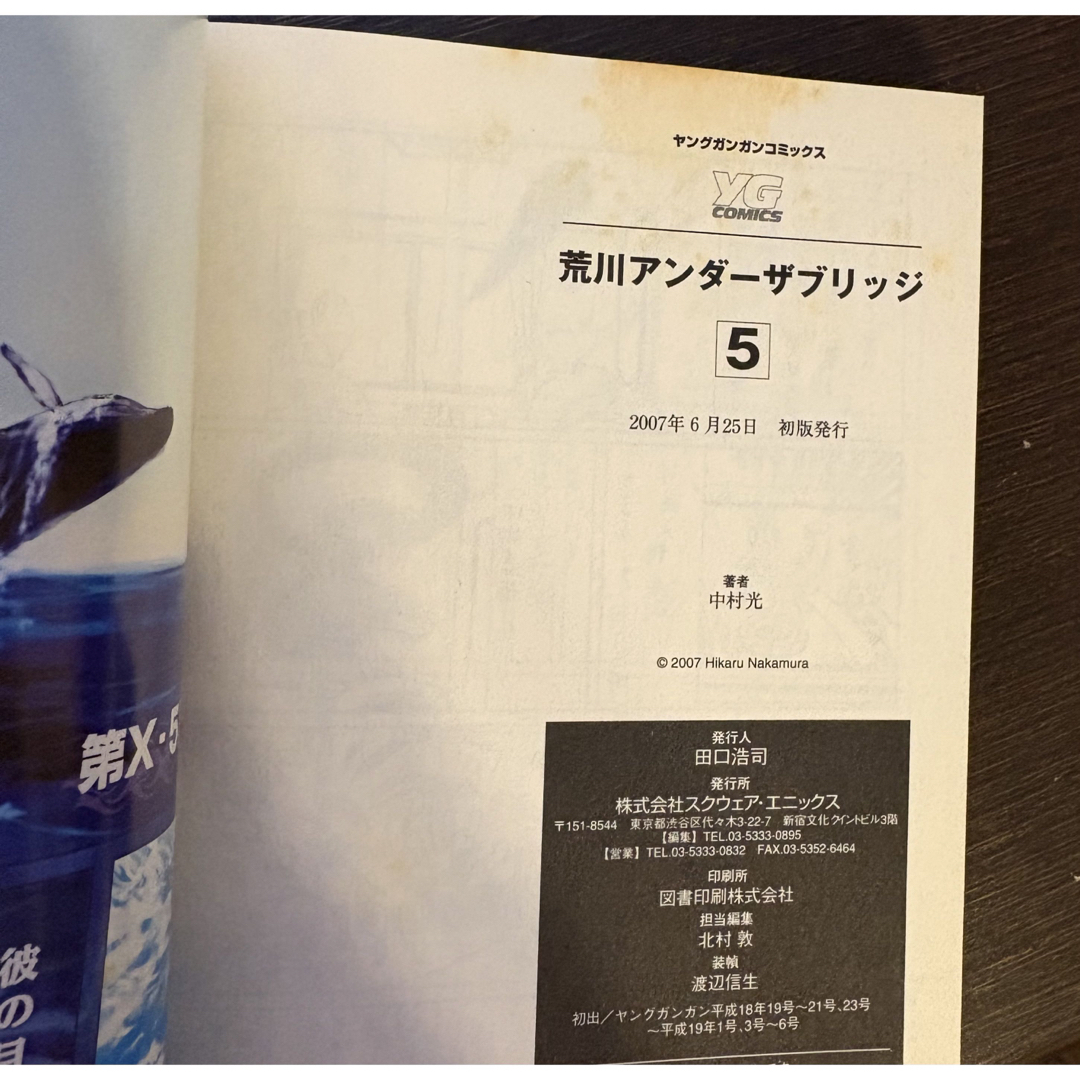 ヤングガンガンコミックス
YG
COMICS
荒川アンダーザブリッジ
5
2007年6月25日 初版発行
著者
中村光
© 2007 Hikaru Nakamura
発行人
田口浩司
発行所
株式会社スクウェア・エニックス
〒151-8544 東京都渋谷区代々木3-22-7 新宿文化クイントビル3階
【編集】TEL.03-5333-0895
【営業】TEL.03-5333-0832 FAX.03-5352-6464
印刷所
図書印刷株式会社
担当編集
北村 敦
装幀
渡辺信生
初出/ヤングガンガン平成18年19号~21号、23号
~平成19年1号、3号~6号
第X·5
彼の